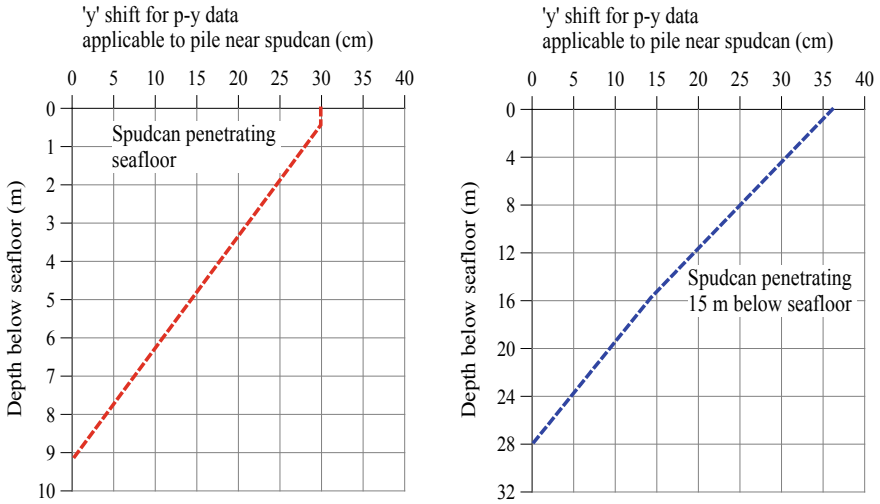 'y' shift for p-y data
applicable to pile near spudcan (cm)
0 5 10 15 20 25 30 35 40
0
1
2
3
4
5
6
7
8
9
10
Depth below seafloor (m)
Spudcan penetrating
seafloor
'y' shift for p-y data
applicable to pile near spudcan (cm)
0 5 10 15 20 25 30 35 40
0
4
8
12
16
20
24
28
32
Depth below seafloor (m)
Spudcan penetrating
15 m below seafloor